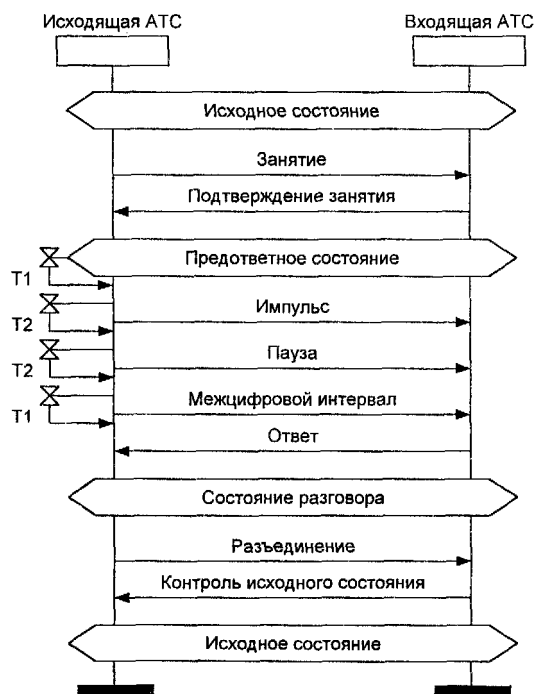 Исходящая АТС
Входящая АТС
Исходное состояние
Занятие
Подтверждение занятия
Предответное состояние
T1
Импульс
T2
Пауза
T2
Межцифровой интервал
T1
Ответ
Состояние разговора
Разъединение
Контроль исходного состояния
Исходное состояние